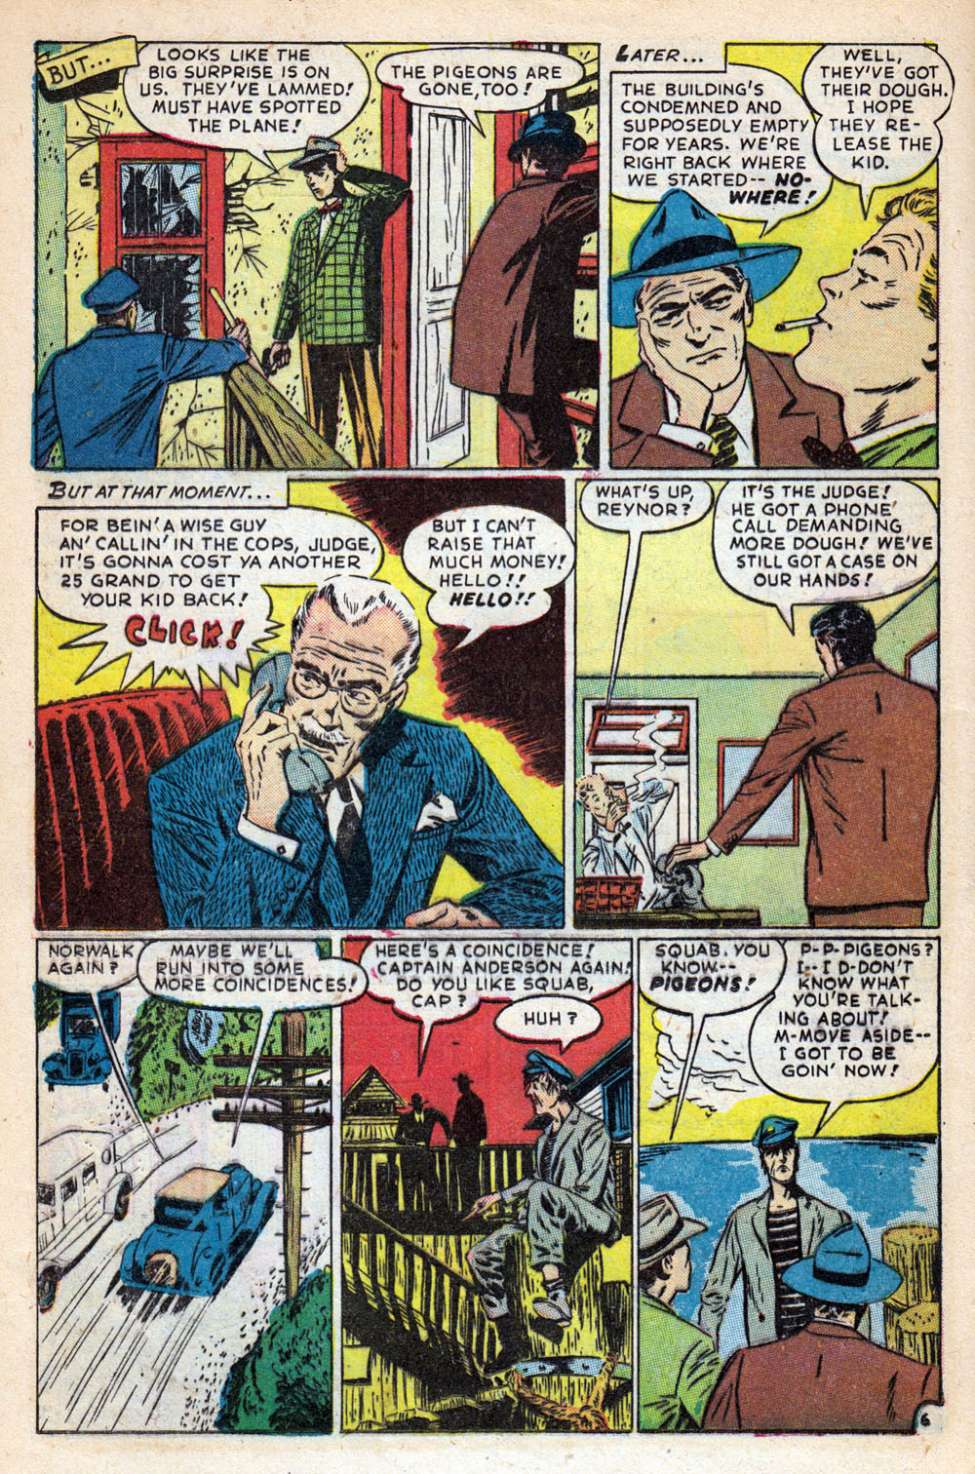 BUT...
LOOKS LIKE THE
BIG SURPRISE IS ON
US. THEY'VE LAMMED!
MUST HAVE SPOTTED
THE PLANE!
THE PIGEONS ARE
GONE, TOO!
LATER...
THE BUILDING'S
CONDEMNED AND
SUPPOSEDLY EMPTY
FOR YEARS. WE'RE
RIGHT BACK WHERE
WE STARTED-- NO-
WHERE!
WELL,
THEY'VE GOT
THEIR DOUGH.
I HOPE
THEY RE-
LEASE THE
KID.
BUT AT THAT MOMENT...
FOR BEIN' A WISE GUY
AN' CALLIN' IN THE COPS, JUDGE,
IT'S GONNA COST YA ANOTHER
25 GRAND TO GET
YOUR KID BACK!
CLICK!
BUT I CAN'T
RAISE THAT
MUCH MONEY!
HELLO!!
HELLO!!
WHAT'S UP,
REYNOR?
IT'S THE JUDGE!
HE GOT A PHONE
CALL DEMANDING
MORE DOUGH! WE'VE
STILL GOT A CASE ON
OUR HANDS!
NORWALK
AGAIN?
MAYBE WE'LL
RUN INTO SOME
MORE COINCIDENCES!
HERE'S A COINCIDENCE!
CAPTAIN ANDERSON AGAIN!
DO YOU LIKE SQUAB,
CAP?
HUH?
SQUAB. YOU
KNOW--
PIGEONS!
P-P-PIGEONS?
I--I D-DON'T
KNOW WHAT
YOU'RE TALK-
ING ABOUT!
M-MOVE ASIDE--
I GOT TO BE
GOIN' NOW!
6